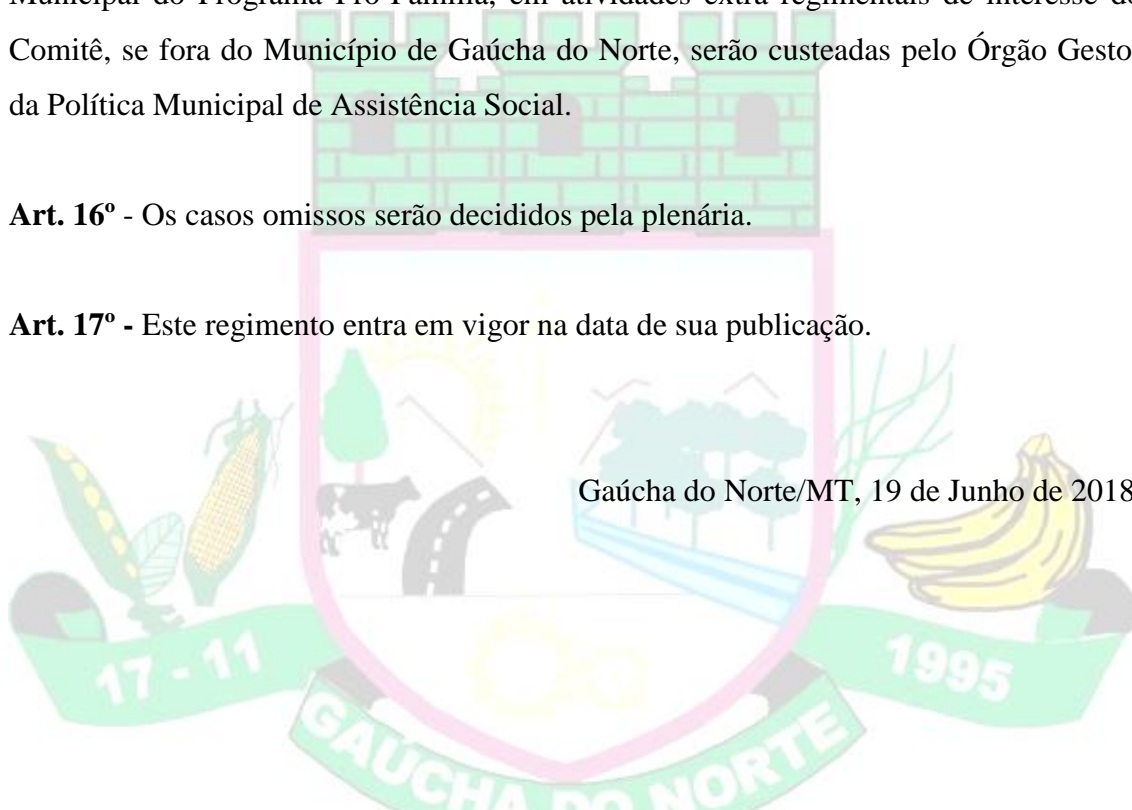 Municipal do Programa Pró-Família, em atividades extra-regimentais de interesse do
Comitê, se fora do Município de Gaúcha do Norte, serão custeadas pelo Órgão Gesto
da Política Municipal de Assistência Social.
Art. 16º - Os casos omissos serão decididos pela plenária.
Art. 17º - Este regimento entra em vigor na data de sua publicação.
Gaúcha do Norte/MT, 19 de Junho de 2018
17 - 11
1995
GAÚCHA DO NORTE